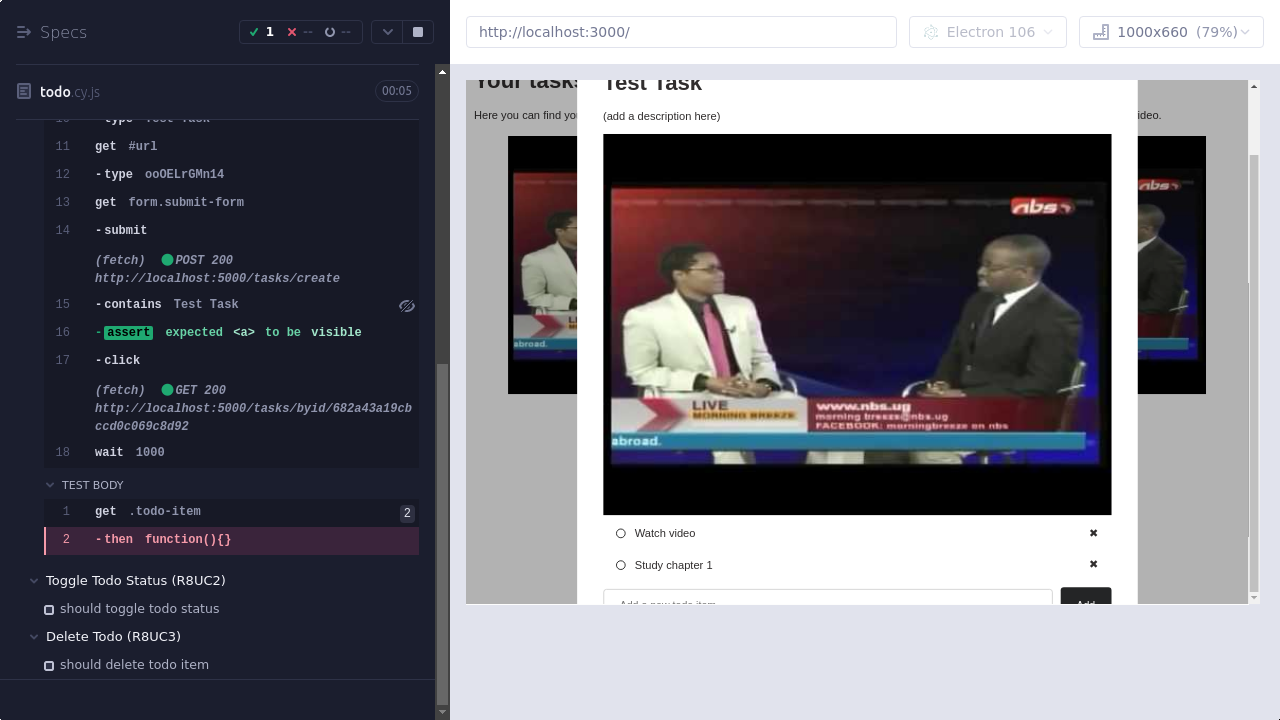 Specs
1
--
--
http://localhost:3000/
Electron 106
1000x660 (79%)
todo.cy.js
00:05
-type Test Task
11 get #url
12 -type ooOELrGMn14
13 get form.submit-form
14 -submit
(fetch) POST 200
http://localhost:5000/tasks/create
15 -contains Test Task
16 -assert expected <a> to be visible
17 -click
(fetch) GET 200
http://localhost:5000/tasks/byid/682a43a19cb
ccd0c069c3d92
18 wait 1000
TEST BODY
1 get .todo-item 2
2 -then function(){}
Toggle Todo Status (R8UC2)
should toggle todo status
Delete Todo (R8UC3)
should delete todo item
Your tasks
Test Task
Here you can find you
(add a description here)
ideo.
nbs
nbs
LIVE
MORNING BREEZE
www.nbs.ug
morning breeze@nbs.ug
FACEBOOK: morningbreeze on nbs
abroad.
abroad.
Watch video ✖
Study chapter 1 ✖
Add a new todo item
Add